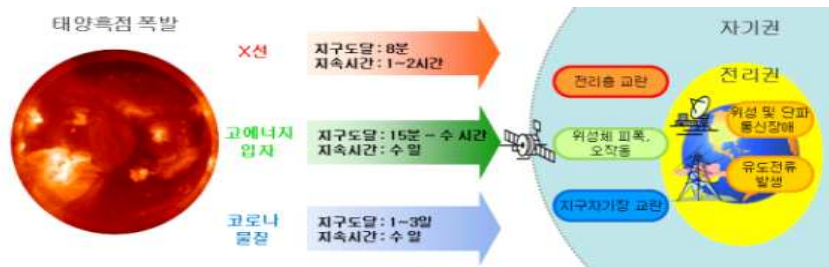 태양흑점 폭발
X선
지구도달 : 8분
지속시간 : 1~2시간
고에너지
입자
지구도달 : 15분 ~ 수 시간
지속시간 : 수 일
코로나
물질
지구도달 : 1~3일
지속시간 : 수 일
자기권
전리권
전리층 교란
위성체 피폭,
오작동
지구자기장 교란
위성 및 단파
통신장애
유도전류
발생